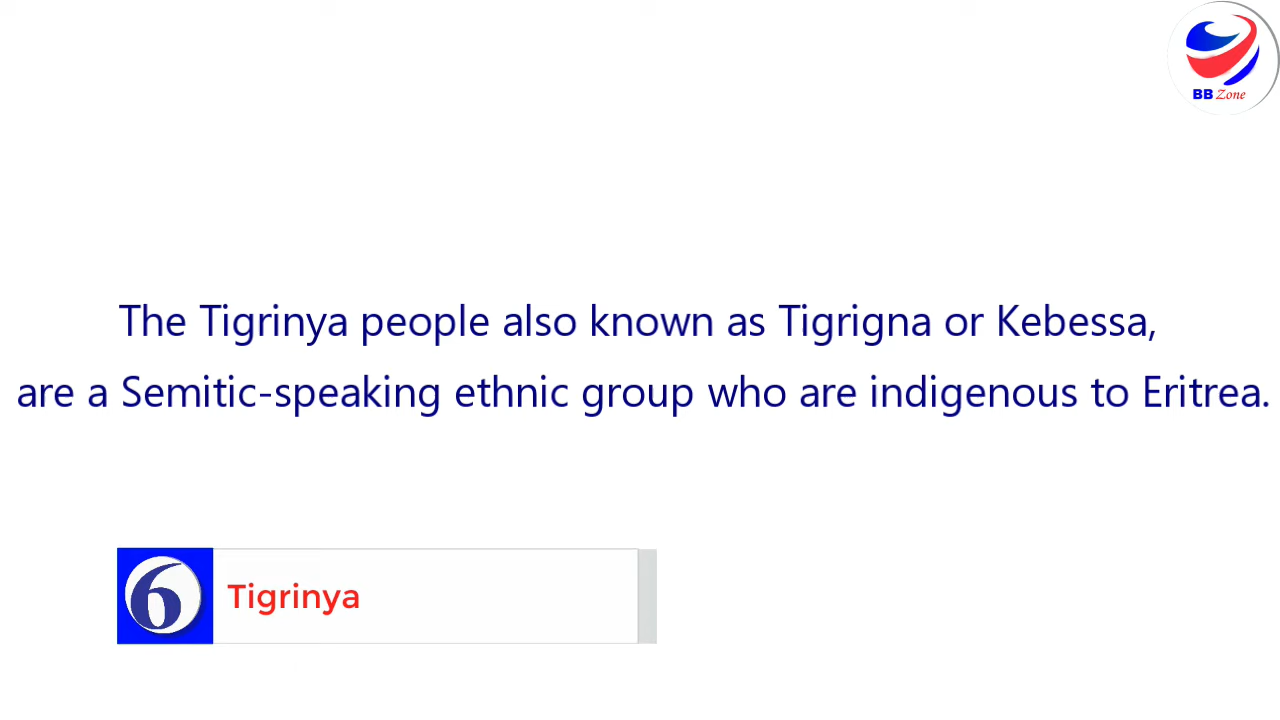 BB Zone
The Tigrinya people also known as Tigrigna or Kebessa,
are a Semitic-speaking ethnic group who are indigenous to Eritrea.
6 Tigrinya